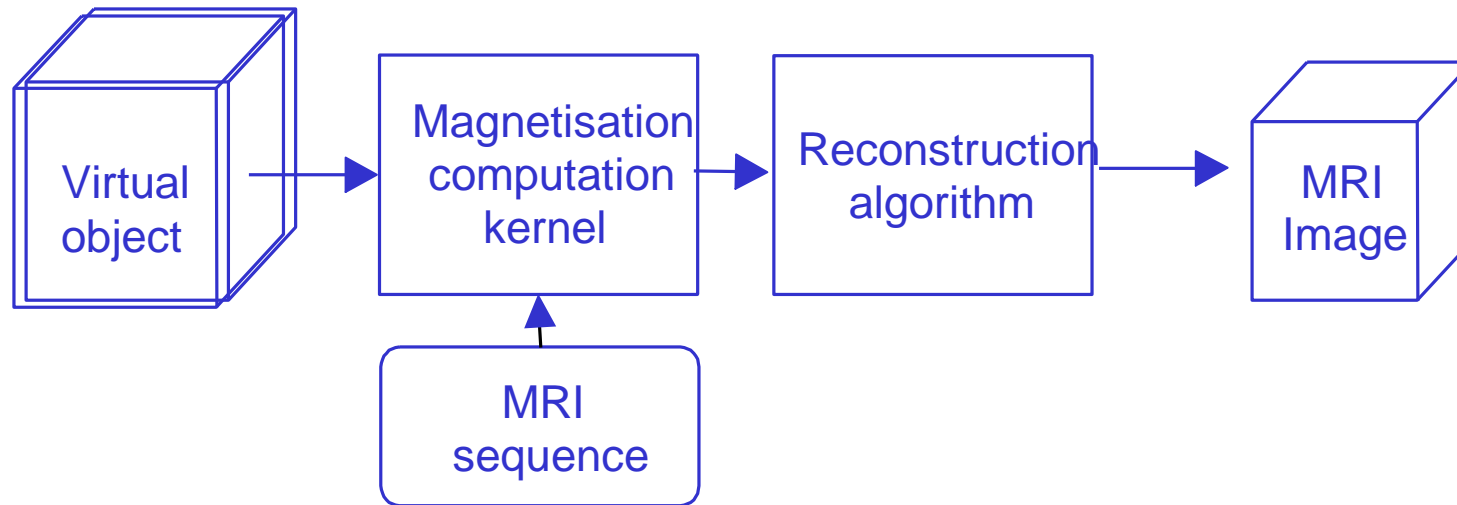 Virtual
object
Magnetisation
computation
kernel
Reconstruction
algorithm
MRI
Image
MRI
sequence